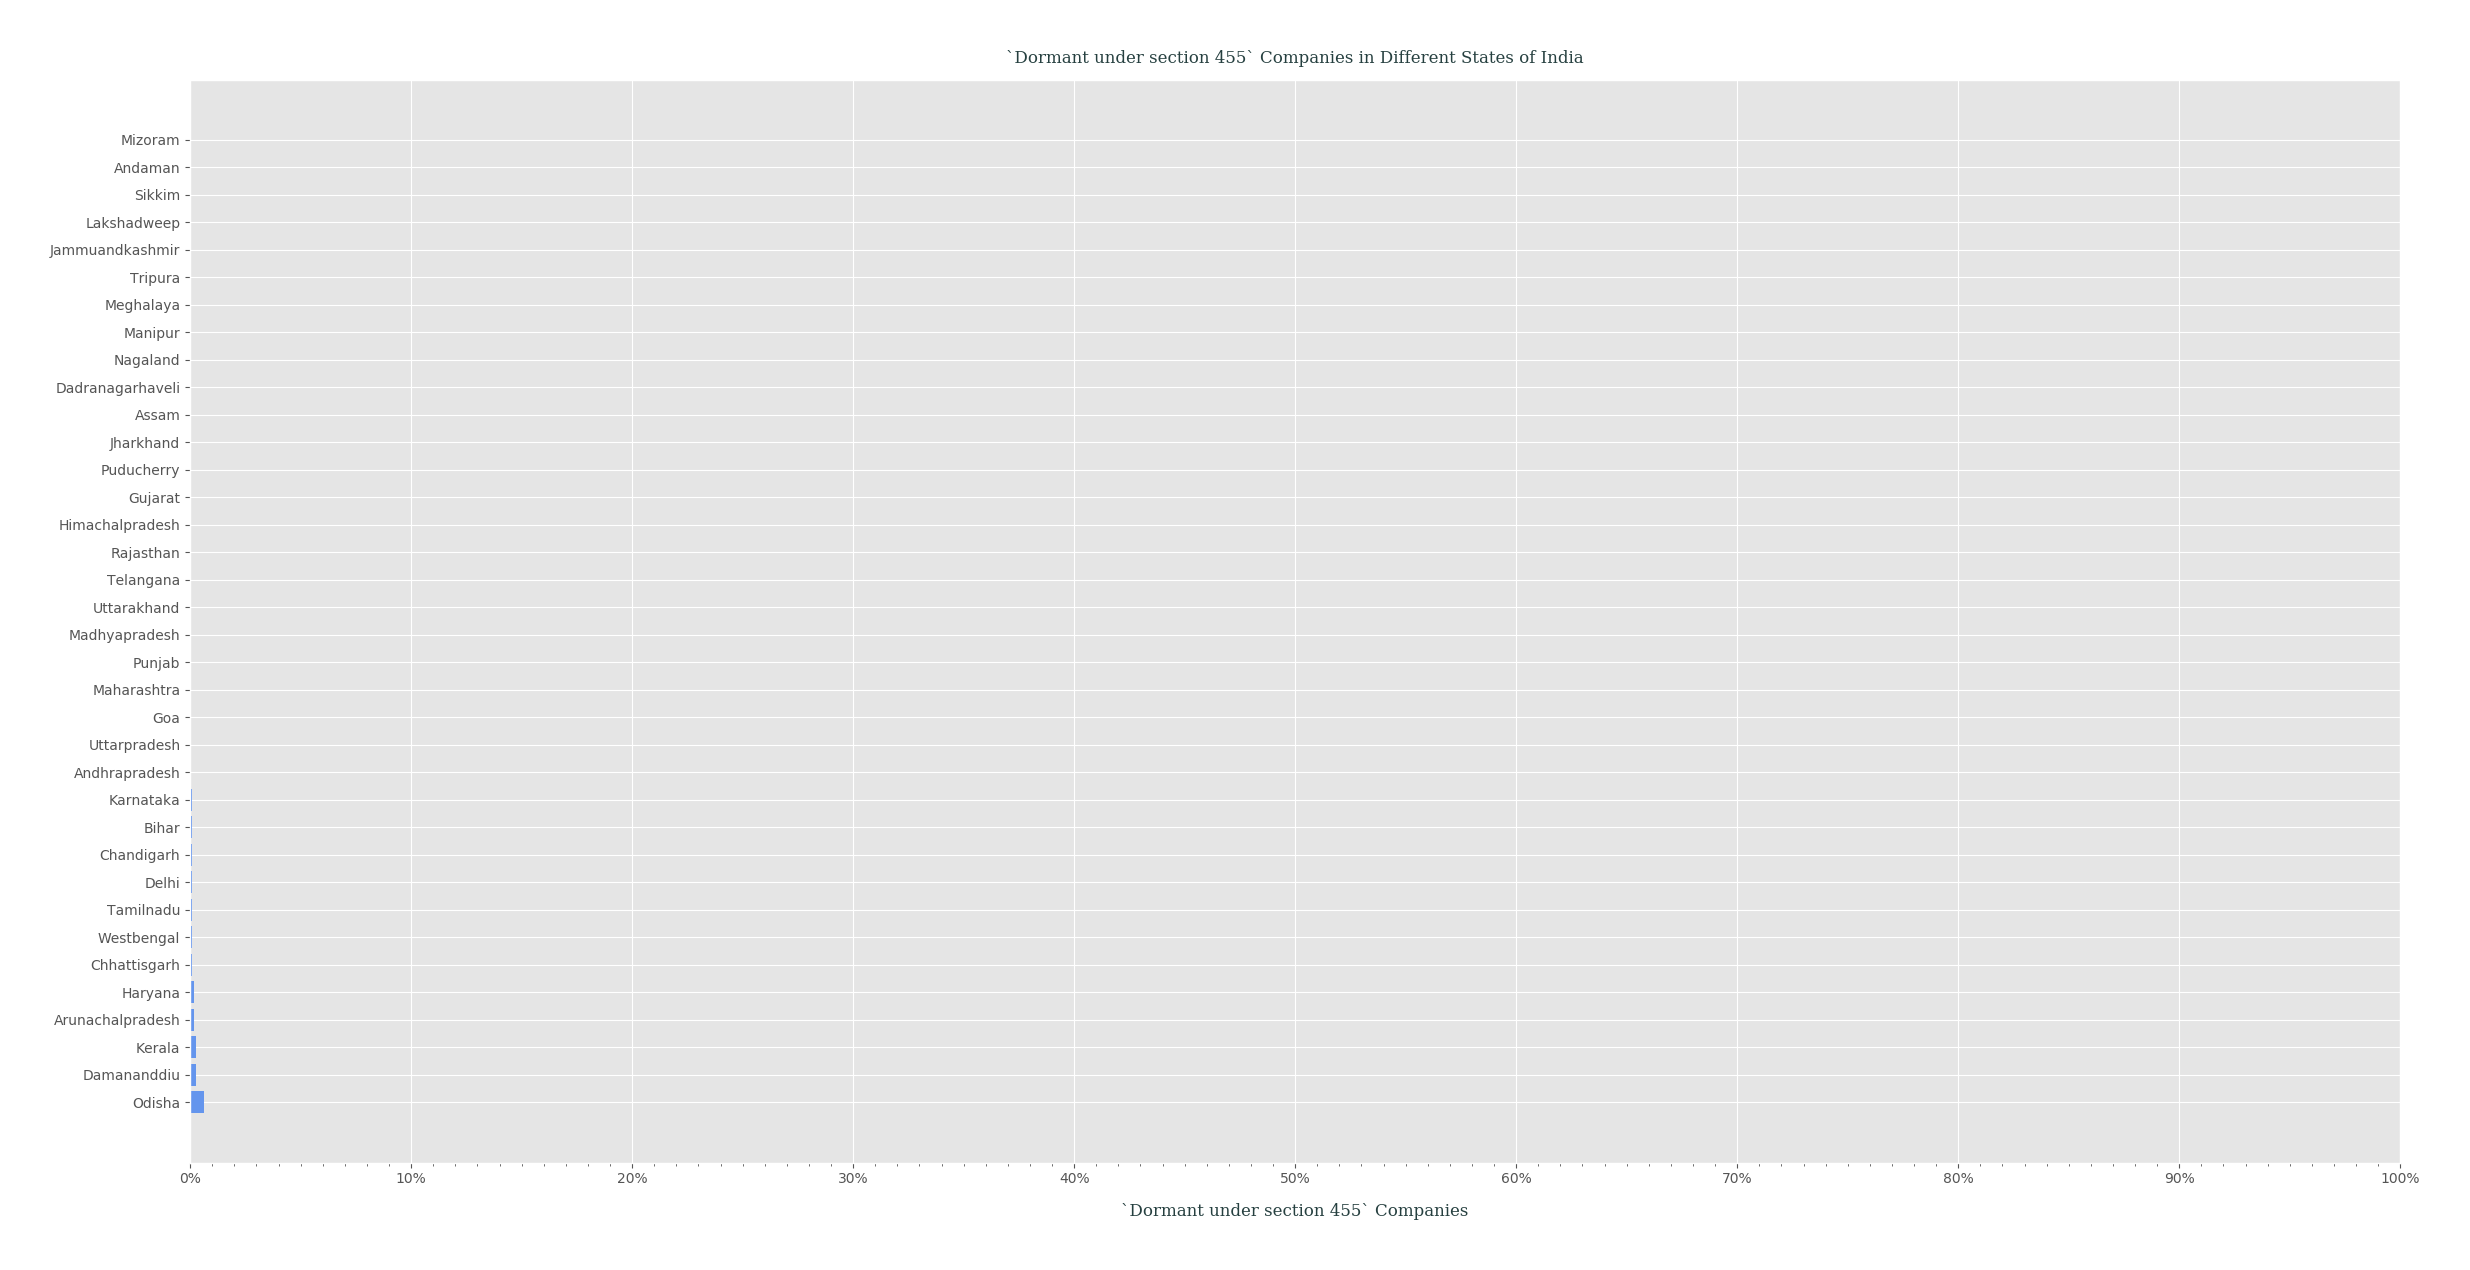 `Dormant under section 455` Companies in Different States of India
Mizoram
Andaman
Sikkim
Lakshadweep
Jammuandkashmir
Tripura
Meghalaya
Manipur
Nagaland
Dadranagarhaveli
Assam
Jharkhand
Puducherry
Gujarat
Himachalpradesh
Rajasthan
Telangana
Uttarakhand
Madhyapradesh
Punjab
Maharashtra
Goa
Uttarpradesh
Andhrapradesh
Karnataka
Bihar
Chandigarh
Delhi
Tamilnadu
Westbengal
Chhattisgarh
Haryana
Arunachalpradesh
Kerala
Damananddiu
Odisha
0% 10% 20% 30% 40% 50% 60% 70% 80% 90% 100%
`Dormant under section 455` Companies